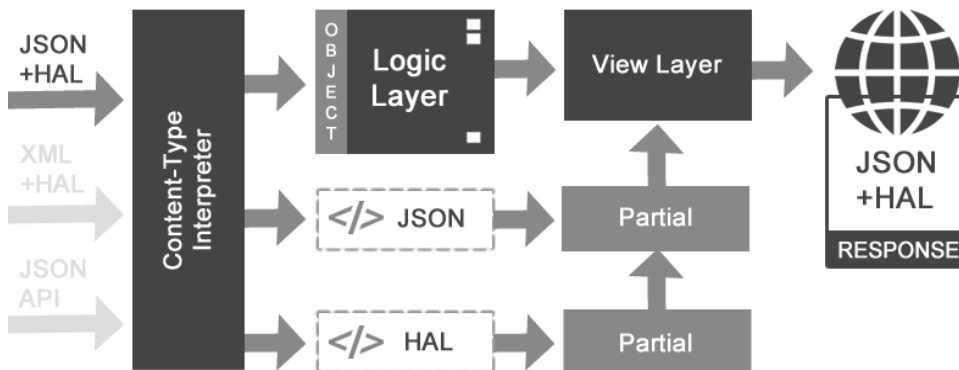 JSON
+HAL
XML
+HAL
JSON
API
Content-Type
Interpreter
OBJECT
Logic
Layer
</> JSON
</> HAL
View Layer
Partial
Partial
JSON
+HAL
RESPONSE